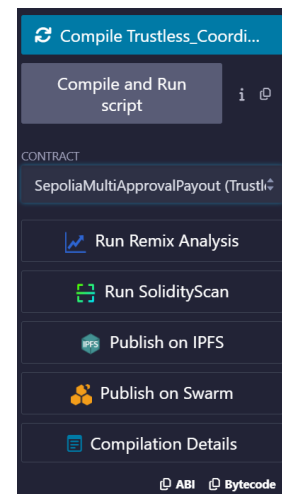 Compile Trustless_Coordi...
Compile and Run
script
i
CONTRACT
SepoliaMultiApprovalPayout (Trustl
Run Remix Analysis
Run SolidityScan
IPFS
Publish on IPFS
Publish on Swarm
Compilation Details
ABI Bytecode